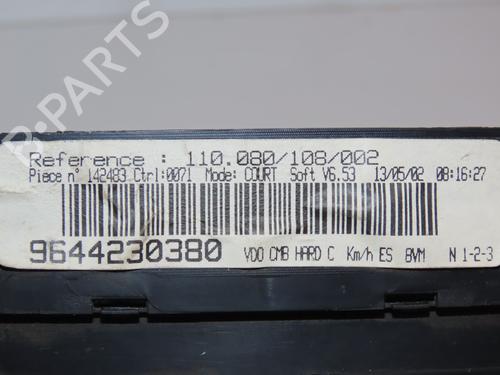 B-PARTS
Reference : 110.080/108/002
Piece n° 142483 Ctrl:0071 Mode: COURT Soft V6.53 13/05/02 08:16:27
9644230380 VDO CMB HARD C Km/h ES BVM N 1-2-3